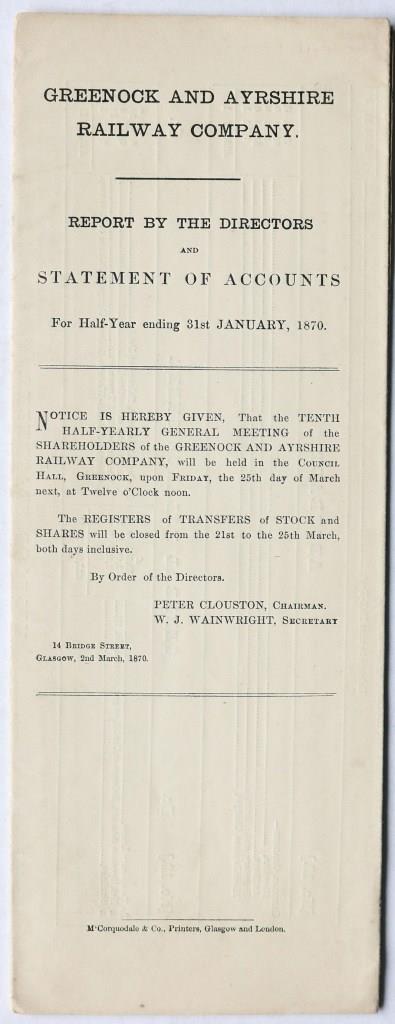 GREENOCK AND AYRSHIRE
RAILWAY COMPANY.
REPORT BY THE DIRECTORS
AND
STATEMENT OF ACCOUNTS
For Half-Year ending 31st JANUARY, 1870.
NOTICE IS HEREBY GIVEN, That the TENTH
HALF-YEARLY GENERAL MEETING of the
SHAREHOLDERS of the GREENOCK AND AYRSHIRE
RAILWAY COMPANY, will be held in the COUNCIL
HALL, GREENOCK, upon FRIDAY, the 25th day of March
next, at Twelve o'Clock noon.
The REGISTERS of TRANSFERS of STOCK and
SHARES will be closed from the 21st to the 25th March,
both days inclusive.
By Order of the Directors.
PETER CLOUSTON, CHAIRMAN.
W. J. WAINWRIGHT, SECRETARY
14 BRIDGE STREET,
GLASGOW, 2nd March, 1870.
M'Corquodale & Co., Printers, Glasgow and London.